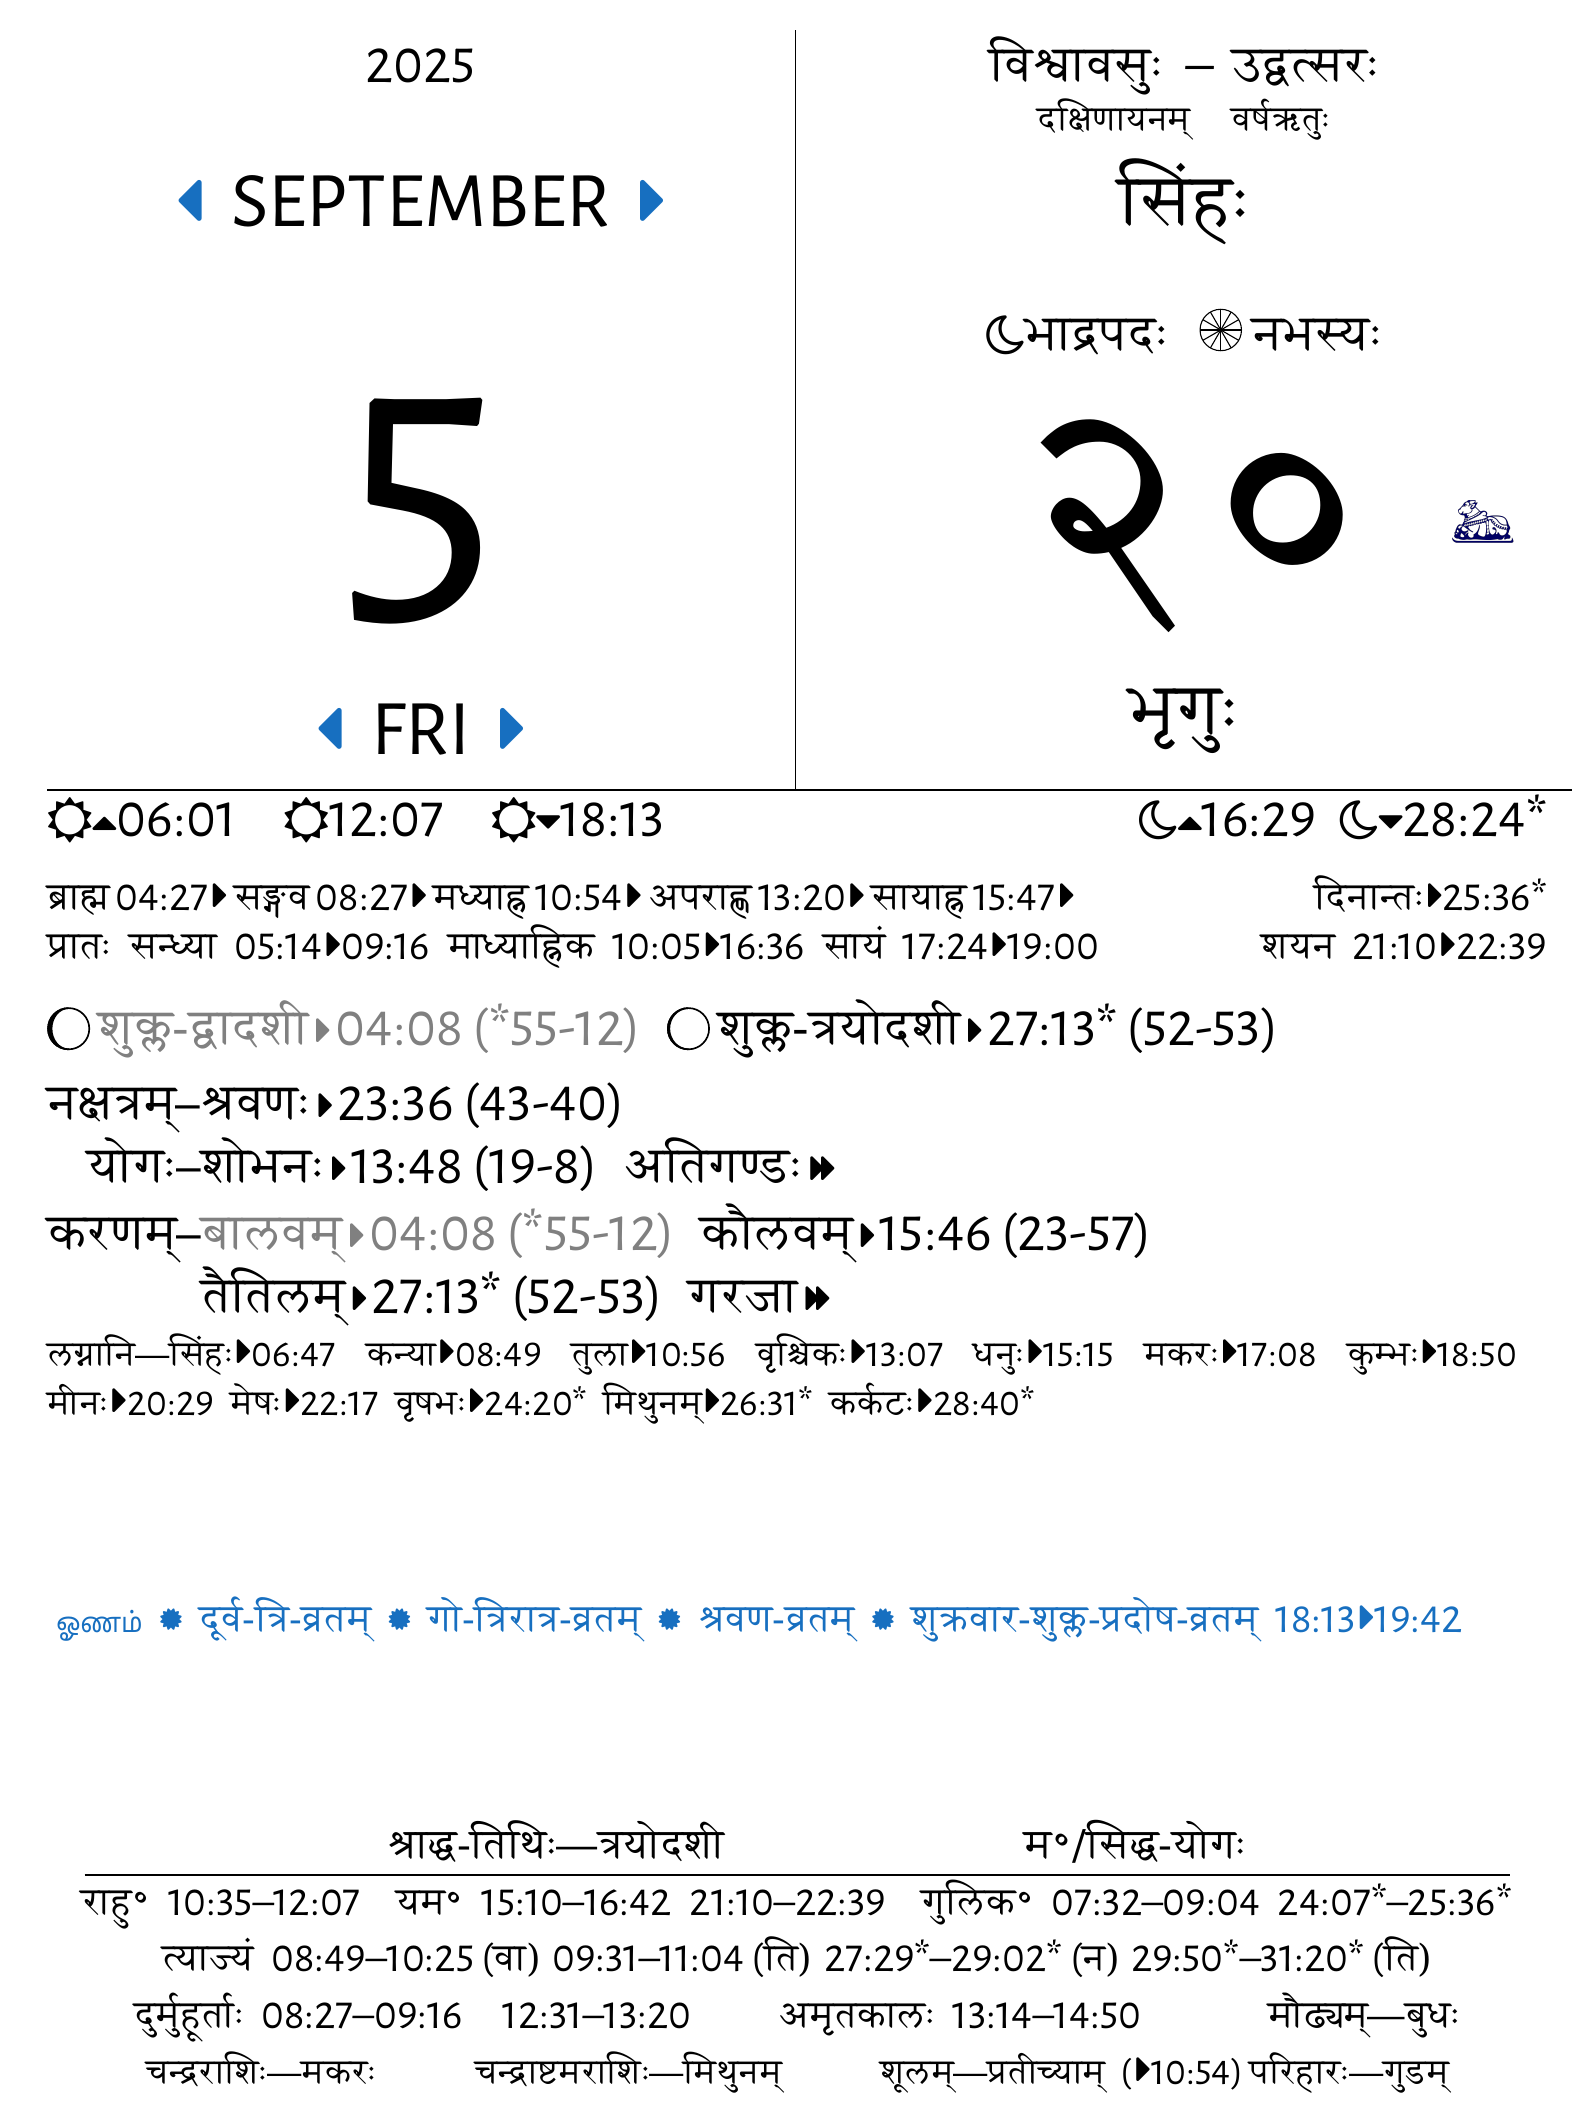 2025
SEPTEMBER
5
FRI
विश्वावसुः – उद्वत्सरः
दक्षिणायनम् वर्षऋतुः
सिंहः
भाद्रपदः नभस्यः
२०
भृगुः
06:01 12:07 18:13 16:29 28:24*
ब्राह्म 04:27 सङ्गव 08:27 मध्याह्न 10:54 अपराह्ण 13:20 सायाह्न 15:47 दिनान्तः 25:36*
प्रातः सन्ध्या 05:14 09:16 माध्याह्निक 10:05 16:36 सायं 17:24 19:00 शयन 21:10 22:39
शुक्ल-द्वादशी 04:08 (*55-12) शुक्ल-त्रयोदशी 27:13* (52-53)
नक्षत्रम्–श्रवणः 23:36 (43-40)
योगः–शोभनः 13:48 (19-8) अतिगण्डः
करणम्–बालवम् 04:08 (*55-12) कौलवम् 15:46 (23-57)
तैतिलम् 27:13* (52-53) गरजा
लग्नानि—सिंहः 06:47 कन्या 08:49 तुला 10:56 वृश्चिकः 13:07 धनुः 15:15 मकरः 17:08 कुम्भः 18:50
मीनः 20:29 मेषः 22:17 वृषभः 24:20* मिथुनम् 26:31* कर्कटः 28:40*
ஓணம் दूर्व-त्रि-व्रतम् गो-त्रिरात्र-व्रतम् श्रवण-व्रतम् शुक्रवार-शुक्ल-प्रदोष-व्रतम् 18:13 19:42
श्राद्ध-तिथिः—त्रयोदशी म॰/सिद्ध-योगः
राहु॰ 10:35–12:07 यम॰ 15:10–16:42 21:10–22:39 गुलिक॰ 07:32–09:04 24:07*–25:36*
त्याज्यं 08:49–10:25 (वा) 09:31–11:04 (ति) 27:29*–29:02* (न) 29:50*–31:20* (ति)
दुर्मुहूर्ताः 08:27–09:16 12:31–13:20 अमृतकालः 13:14–14:50 मौढ्यम्—बुधः
चन्द्रराशिः—मकरः चन्द्राष्टमराशिः—मिथुनम् शूलम्—प्रतीच्याम् ( 10:54) परिहारः—गुडम्